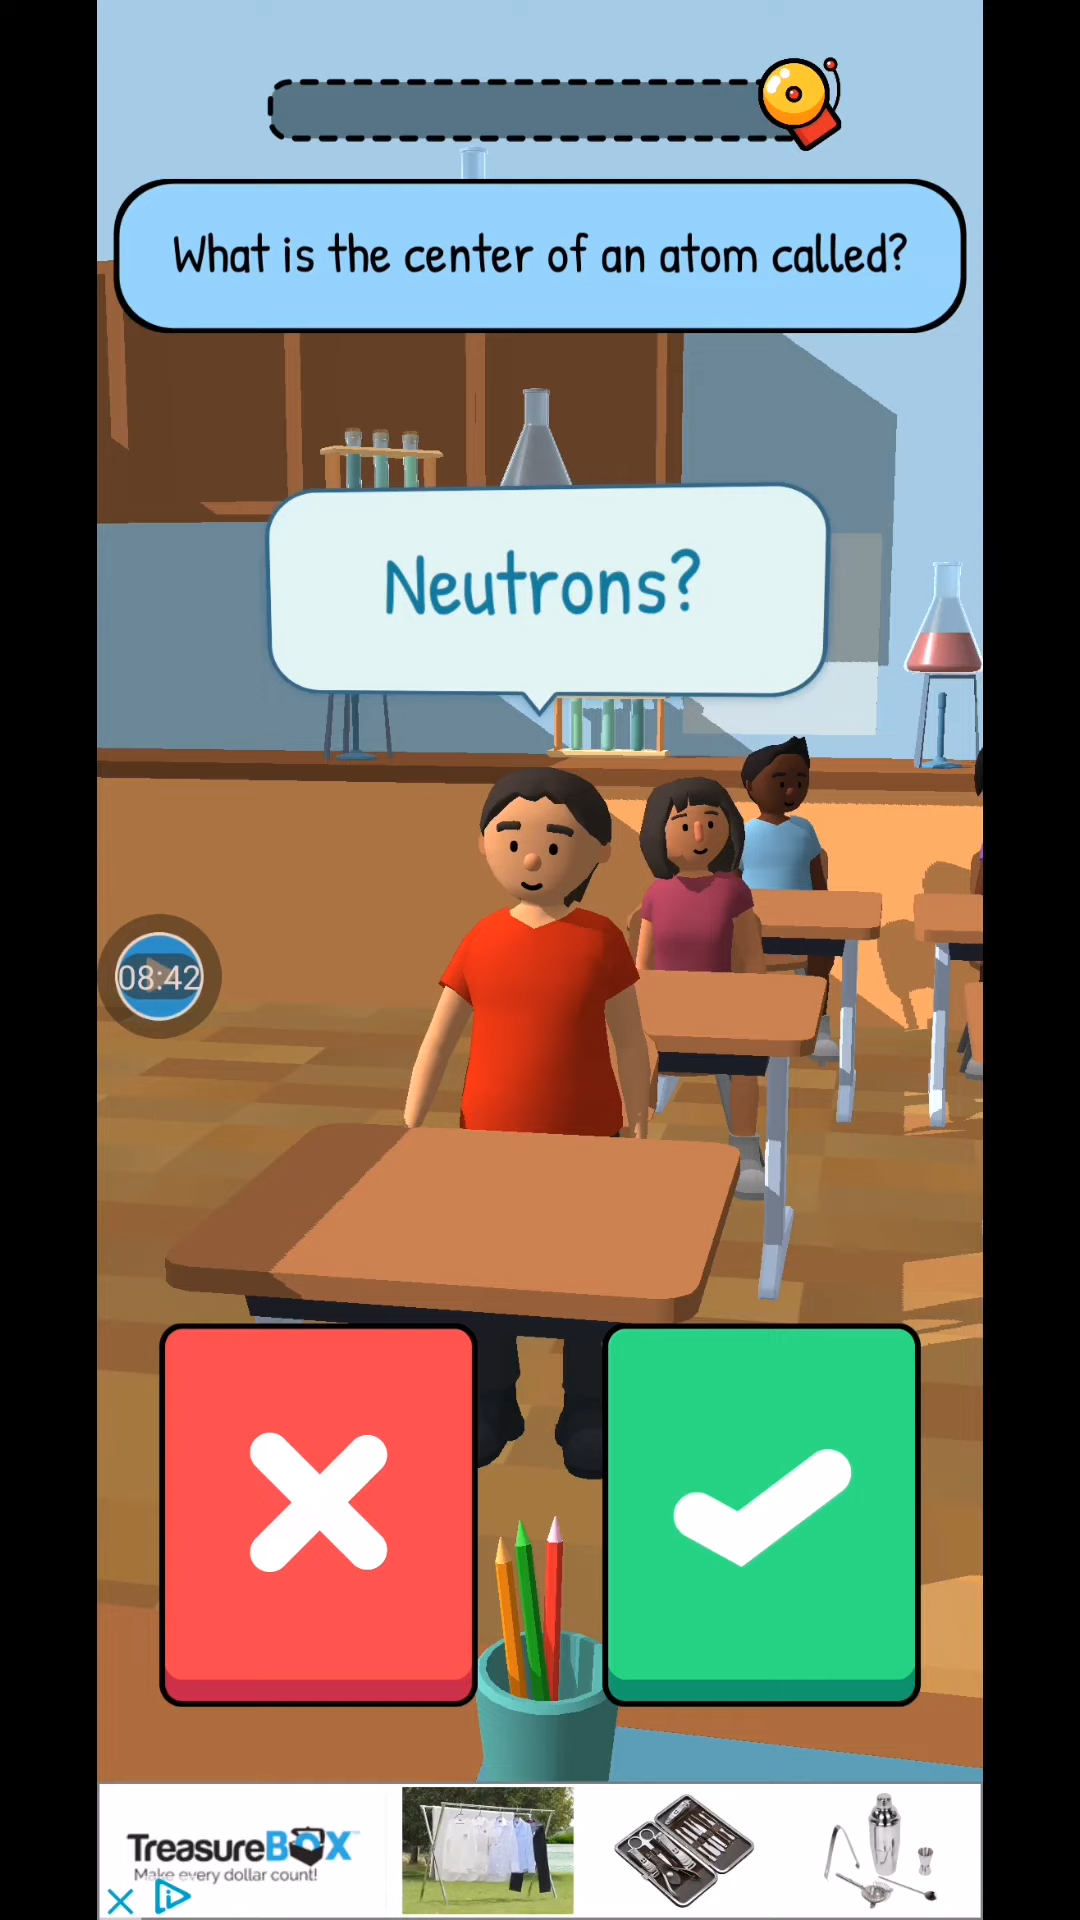 What is the center of an atom called?
Neutrons?
08:42
TreasureBOX
Make every dollar count!